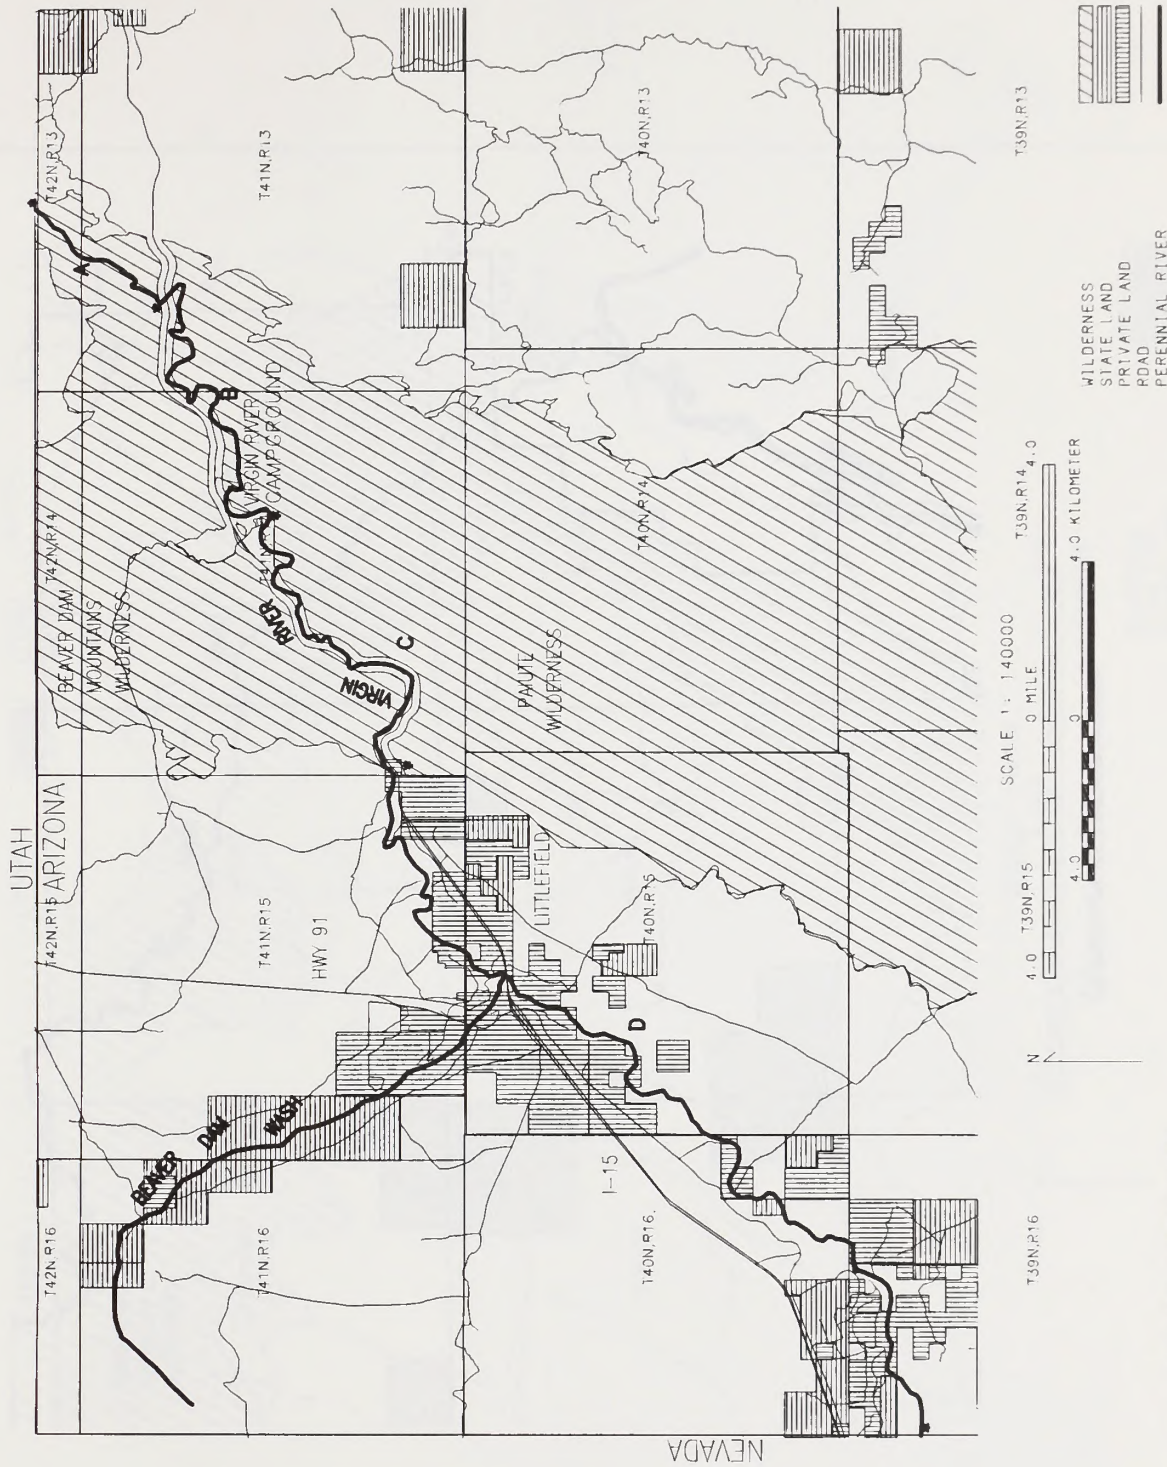 UTAH
ARIZONA
NEVADA
T42N,R16
T42N,R15
T42N,R14
T42N,R13
BEAVER DAM
MOUNTAINS
WILDERNESS
BEAVER DAM WASH
A
B
C
D
T41N,R16
T41N,R15
T41N,R13
HWY 91
VIRGIN RIVER
VIRGIN RIVER
CAMPGROUND
I-15
LITTLEFIELD
PAIUTE
WILDERNESS
T40N,R16.
T40N,R15
T40N,R14
T40N,R13
T39N,R16
T39N,R15
T39N,R14
T39N,R13
N
SCALE 1: 140000
4.0 0 MILE 4.0
4.0 0 4.0 KILOMETER
WILDERNESS
STATE LAND
PRIVATE LAND
ROAD
PERENNIAL RIVER